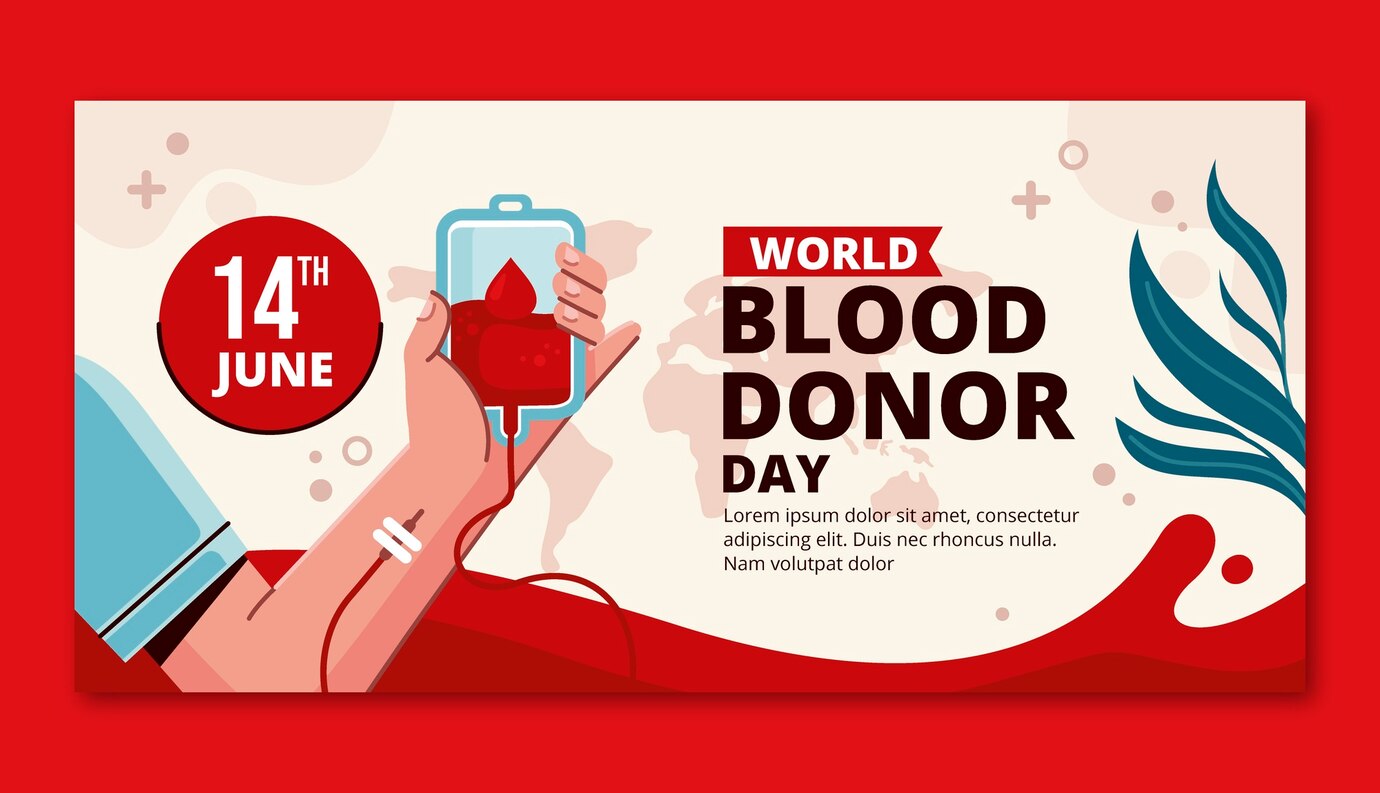 14TH
JUNE
WORLD
BLOOD
DONOR
DAY
Lorem ipsum dolor sit amet, consectetur
adipiscing elit. Duis nec rhoncus nulla.
Nam volutpat dolor